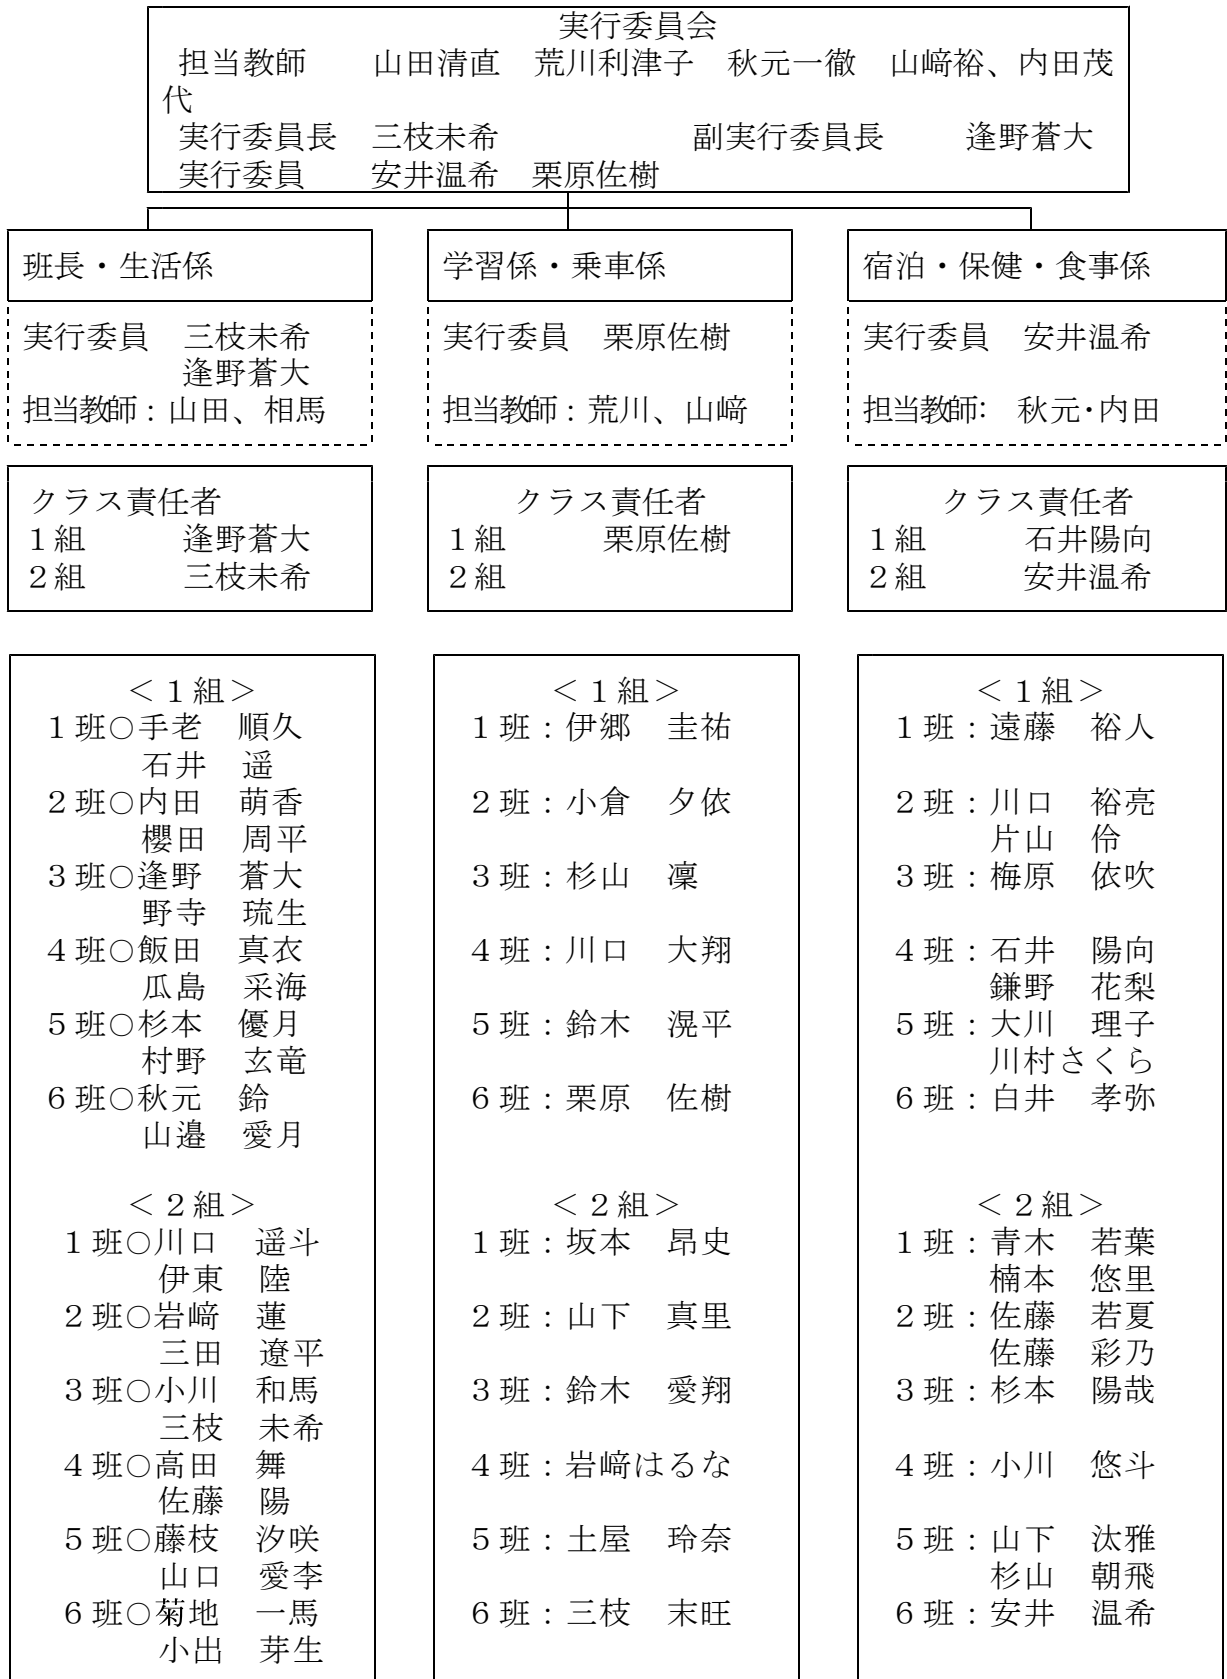 実行委員会
担当教師　山田清直　荒川利津子　秋元一徹　山﨑裕、内田茂
代
実行委員長　三枝未希　副実行委員長　逢野蒼大
実行委員　安井温希　栗原佐樹
班長・生活係
実行委員　三枝未希
逢野蒼大
担当教師：山田、相馬
クラス責任者
１組　逢野蒼大
２組　三枝未希
＜１組＞
１班○手老　順久
石井　遥
２班○内田　萌香
櫻田　周平
３班○逢野　蒼大
野寺　琉生
４班○飯田　真衣
瓜島　采海
５班○杉本　優月
村野　玄竜
６班○秋元　鈴
山邉　愛月
＜２組＞
１班○川口　遥斗
伊東　陸
２班○岩﨑　蓮
三田　遼平
３班○小川　和馬
三枝　未希
４班○高田　舞
佐藤　陽
５班○藤枝　汐咲
山口　愛李
６班○菊地　一馬
小出　芽生
学習係・乗車係
実行委員　栗原佐樹
担当教師：荒川、山﨑
クラス責任者
１組　栗原佐樹
２組
＜１組＞
１班：伊郷　圭祐
２班：小倉　夕依
３班：杉山　凜
４班：川口　大翔
５班：鈴木　滉平
６班：栗原　佐樹
＜２組＞
１班：坂本　昂史
２班：山下　真里
３班：鈴木　愛翔
４班：岩﨑はるな
５班：土屋　玲奈
６班：三枝　末旺
宿泊・保健・食事係
実行委員　安井温希
担当教師：　秋元・内田
クラス責任者
１組　石井陽向
２組　安井温希
＜１組＞
１班：遠藤　裕人
２班：川口　裕亮
片山　伶
３班：梅原　依吹
４班：石井　陽向
鎌野　花梨
５班：大川　理子
川村さくら
６班：白井　孝弥
＜２組＞
１班：青木　若葉
楠本　悠里
２班：佐藤　若夏
佐藤　彩乃
３班：杉本　陽哉
４班：小川　悠斗
５班：山下　汰雅
杉山　朝飛
６班：安井　温希